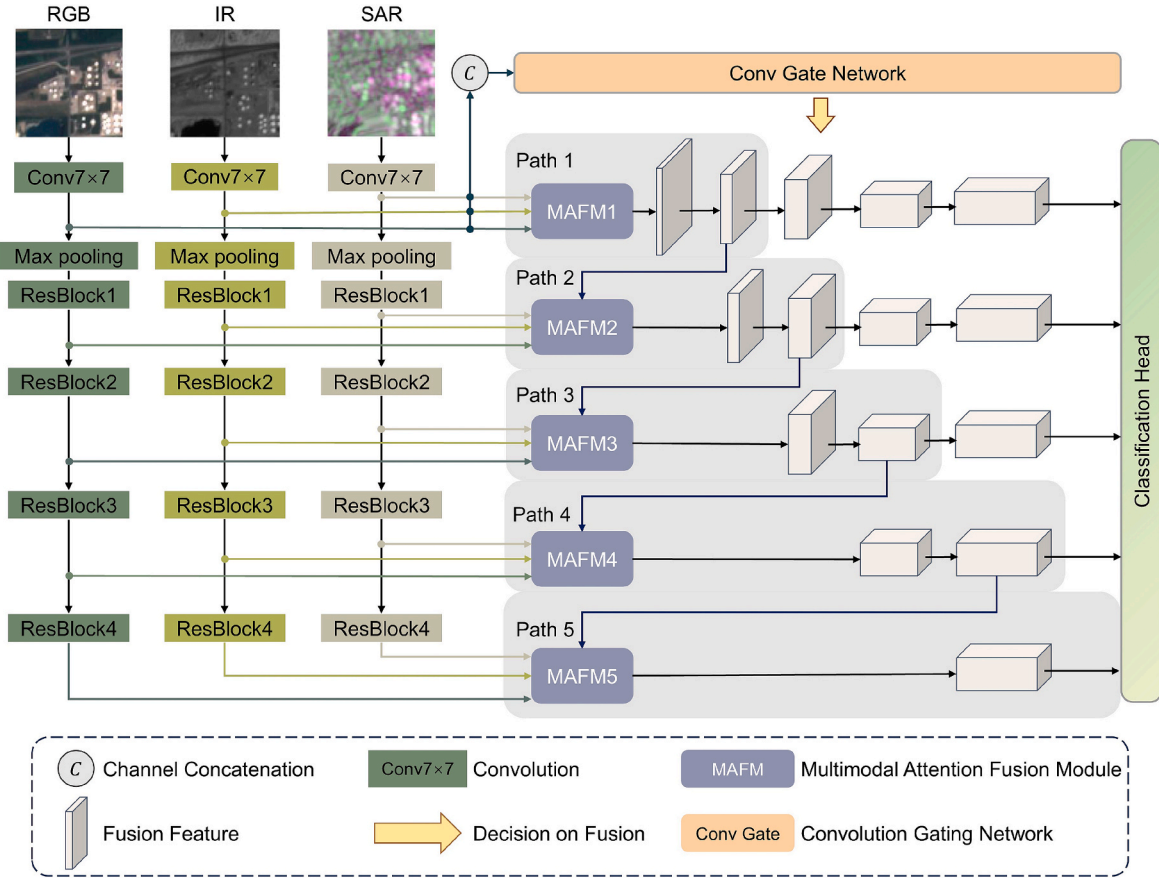 RGB IR SAR
C
Conv Gate Network
Conv7×7 Conv7×7 Conv7×7
Path 1
MAFM1
Max pooling Max pooling Max pooling
Path 2
ResBlock1 ResBlock1 ResBlock1
MAFM2
ResBlock2 ResBlock2 ResBlock2
Path 3
MAFM3
ResBlock3 ResBlock3 ResBlock3
Path 4
MAFM4
ResBlock4 ResBlock4 ResBlock4
Path 5
MAFM5
Classification Head
C Channel Concatenation
Conv7×7 Convolution
MAFM Multimodal Attention Fusion Module
Fusion Feature
Decision on Fusion
Conv Gate Convolution Gating Network